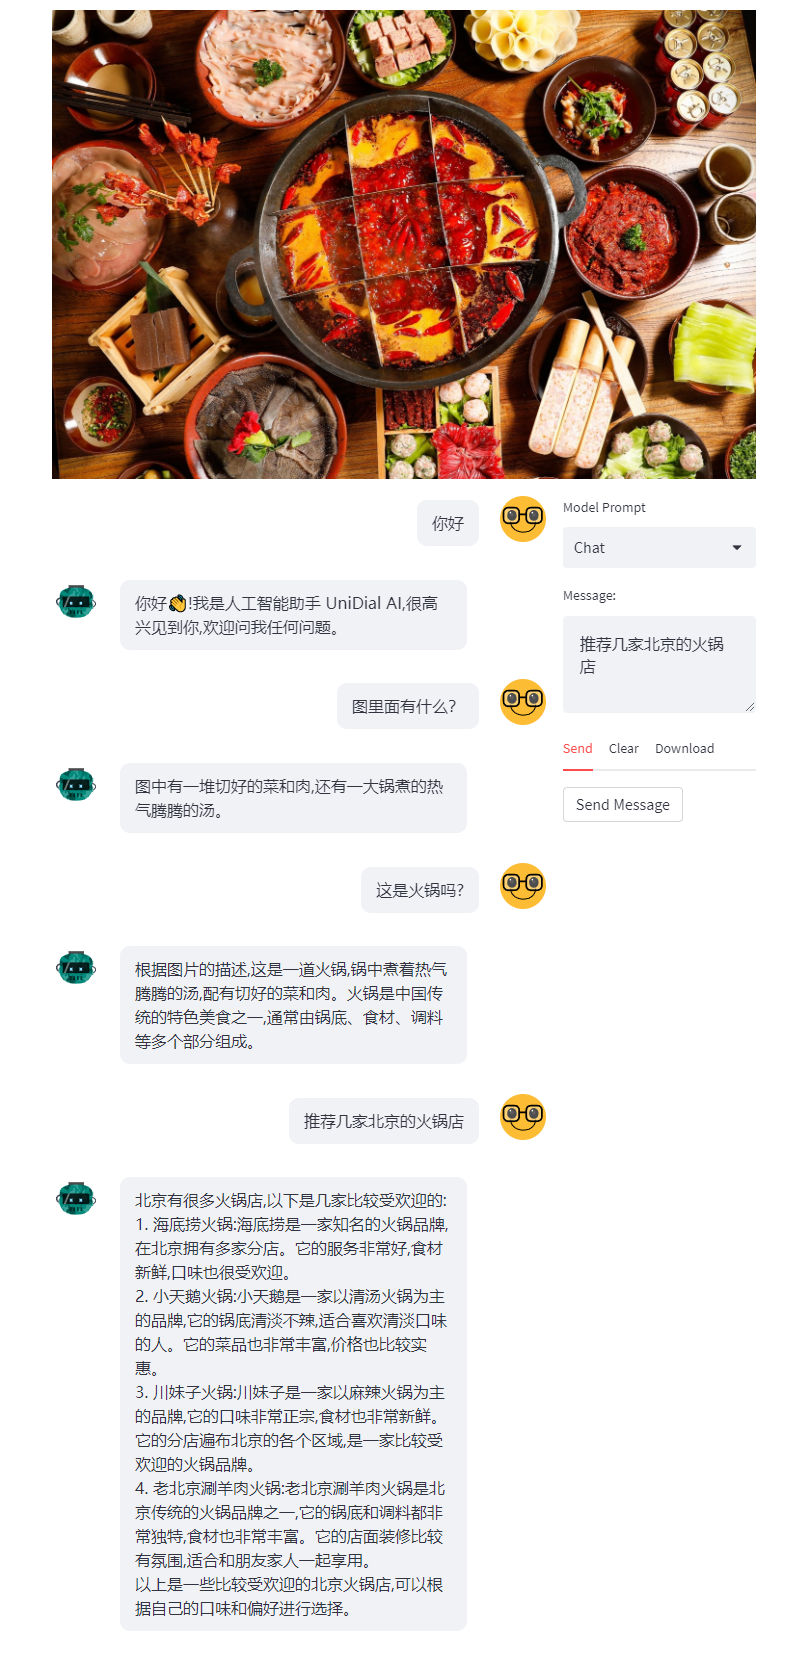 你好
Model Prompt
Chat
你好👏!我是人工智能助手 UniDial AI,很高
兴见到你,欢迎问我任何问题。
Message:
推荐几家北京的火锅
店
图里面有什么?
Send Clear Download
图中有一堆切好的菜和肉,还有一大锅煮的热
气腾腾的汤。
Send Message
这是火锅吗?
根据图片的描述,这是一道火锅,锅中煮着热气
腾腾的汤,配有切好的菜和肉。火锅是中国传
统的特色美食之一,通常由锅底、食材、调料
等多个部分组成。
推荐几家北京的火锅店
北京有很多火锅店,以下是几家比较受欢迎的:
1. 海底捞火锅:海底捞是一家知名的火锅品牌,
在北京拥有多家分店。它的服务非常好,食材
新鲜,口味也很受欢迎。
2. 小天鹅火锅:小天鹅是一家以清汤火锅为主
的品牌,它的锅底清淡不辣,适合喜欢清淡口味
的人。它的菜品也非常丰富,价格也比较实
惠。
3. 川妹子火锅:川妹子是一家以麻辣火锅为主
的品牌,它的口味非常正宗,食材也非常新鲜。
它的分店遍布北京的各个区域,是一家比较受
欢迎的火锅品牌。
4. 老北京涮羊肉火锅:老北京涮羊肉火锅是北
京传统的火锅品牌之一,它的锅底和调料都非
常独特,食材也非常丰富。它的店面装修比较
有氛围,适合和朋友家人一起享用。
以上是一些比较受欢迎的北京火锅店,可以根
据自己的口味和偏好进行选择。